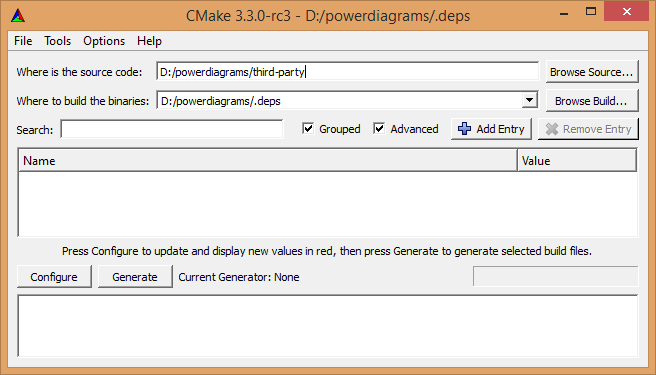 CMake 3.3.0-rc3 - D:/powerdiagrams/.deps
File Tools Options Help
Where is the source code: D:/powerdiagrams/third-party Browse Source...
Where to build the binaries: D:/powerdiagrams/.deps Browse Build...
Search: Grouped Advanced Add Entry Remove Entry
Name Value
Press Configure to update and display new values in red, then press Generate to generate selected build files.
Configure Generate Current Generator: None